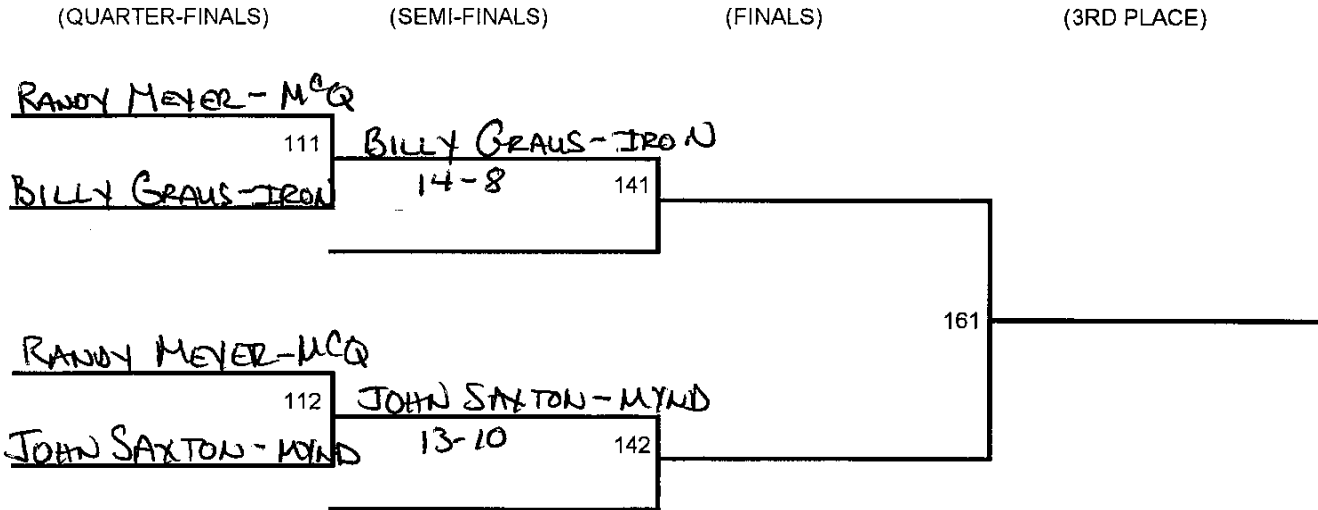 (QUARTER-FINALS) (SEMI-FINALS) (FINALS) (3RD PLACE)
RANDY MEYER - McQ
111 BILLY GRAUS - IRON
BILLY GRAUS - IRON 14-8 141
161
RANDY MEYER - McQ
112 JOHN SAXTON - MYND
JOHN SAXTON - MYND 13-10 142